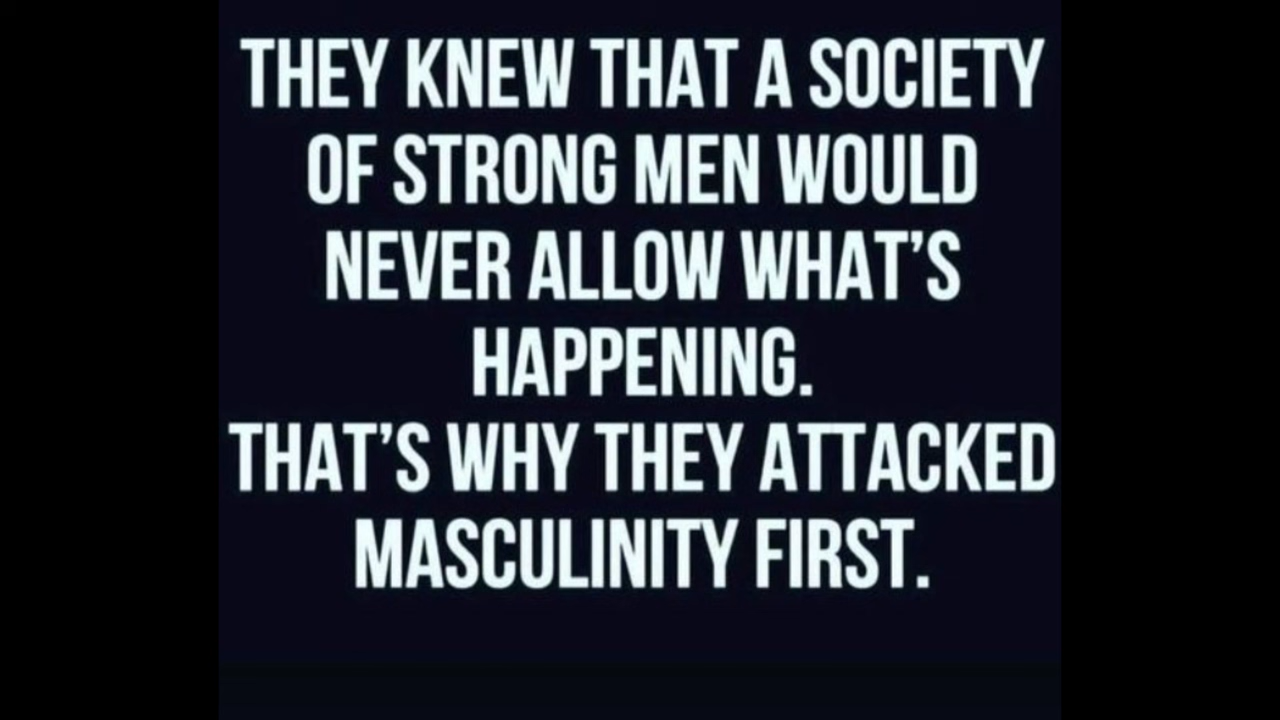 THEY KNEW THAT A SOCIETY
OF STRONG MEN WOULD
NEVER ALLOW WHAT'S
HAPPENING.
THAT'S WHY THEY ATTACKED
MASCULINITY FIRST.